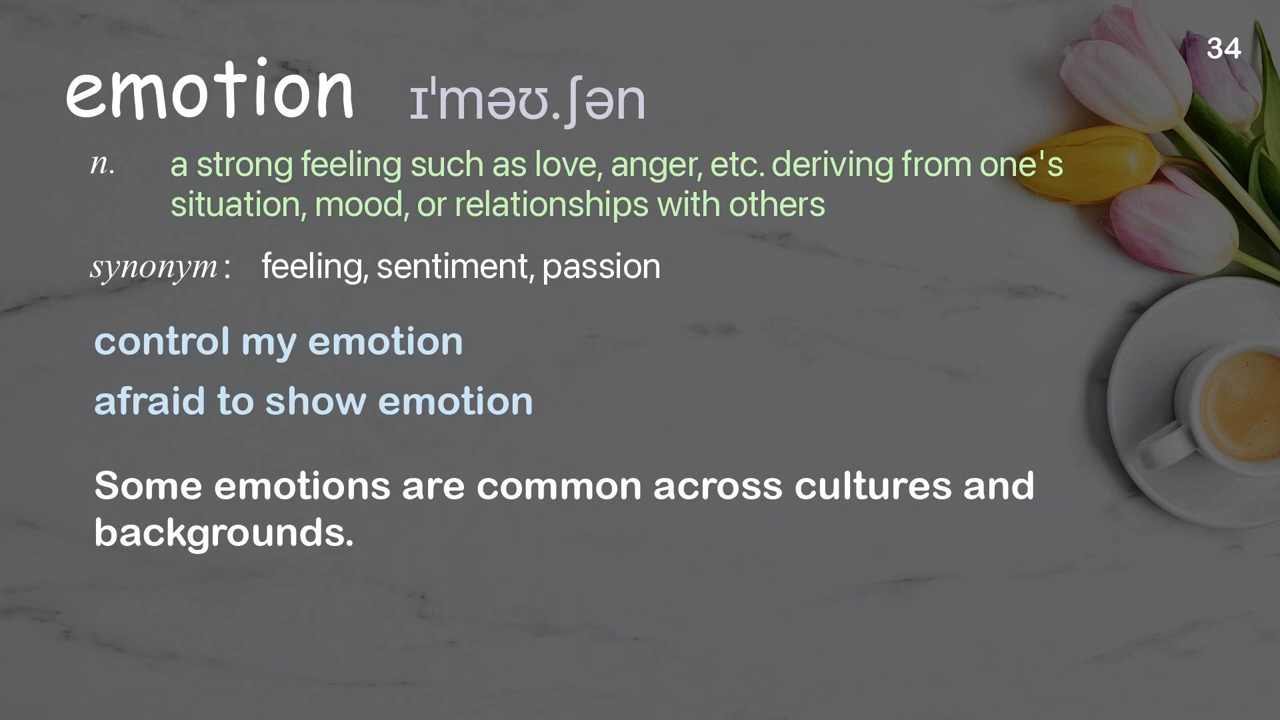 34
emotion ɪˈməʊ.ʃən
n. a strong feeling such as love, anger, etc. deriving from one's
situation, mood, or relationships with others
synonym: feeling, sentiment, passion
control my emotion
afraid to show emotion
Some emotions are common across cultures and
backgrounds.